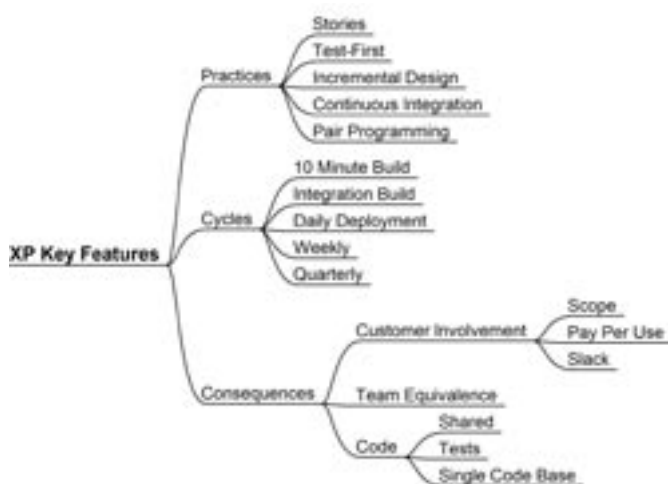 Stories
Test-First
Practices
Incremental Design
Continuous Integration
Pair Programming
10 Minute Build
Integration Build
Cycles
Daily Deployment
Weekly
XP Key Features
Quarterly
Scope
Customer Involvement
Pay Per Use
Slack
Consequences
Team Equivalence
Shared
Code
Tests
Single Code Base